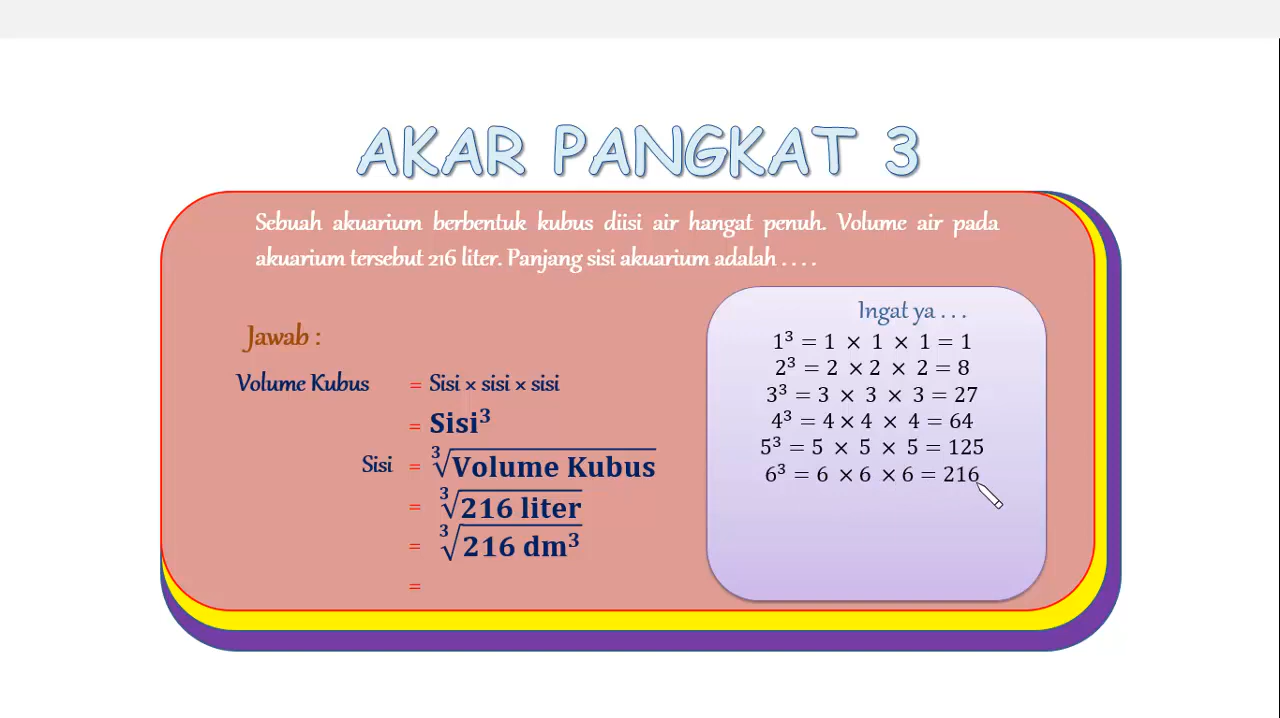 AKAR PANGKAT 3
Sebuah akuarium berbentuk kubus diisi air hangat penuh. Volume air pada
akuarium tersebut 216 liter. Panjang sisi akuarium adalah . . . .
Jawab :
Volume Kubus = Sisi × sisi × sisi
= Sisi³
Sisi = ∛Volume Kubus
= ∛216 liter
= ∛216 dm³
=
Ingat ya . . .
1³ = 1 × 1 × 1 = 1
2³ = 2 × 2 × 2 = 8
3³ = 3 × 3 × 3 = 27
4³ = 4 × 4 × 4 = 64
5³ = 5 × 5 × 5 = 125
6³ = 6 × 6 × 6 = 216